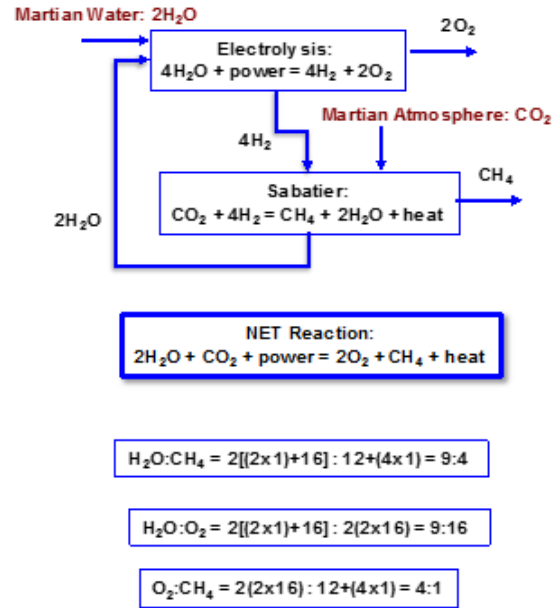 Martian Water: 2H₂O
2O₂
Electrolysis:
4H₂O + power = 4H₂ + 2O₂
Martian Atmosphere: CO₂
4H₂
CH₄
Sabatier:
CO₂ + 4H₂ = CH₄ + 2H₂O + heat
2H₂O
NET Reaction:
2H₂O + CO₂ + power = 2O₂ + CH₄ + heat
H₂O:CH₄ = 2[(2x1)+16] : 12+(4x1) = 9:4
H₂O:O₂ = 2[(2x1)+16] : 2(2x16) = 9:16
O₂:CH₄ = 2(2x16) : 12+(4x1) = 4:1